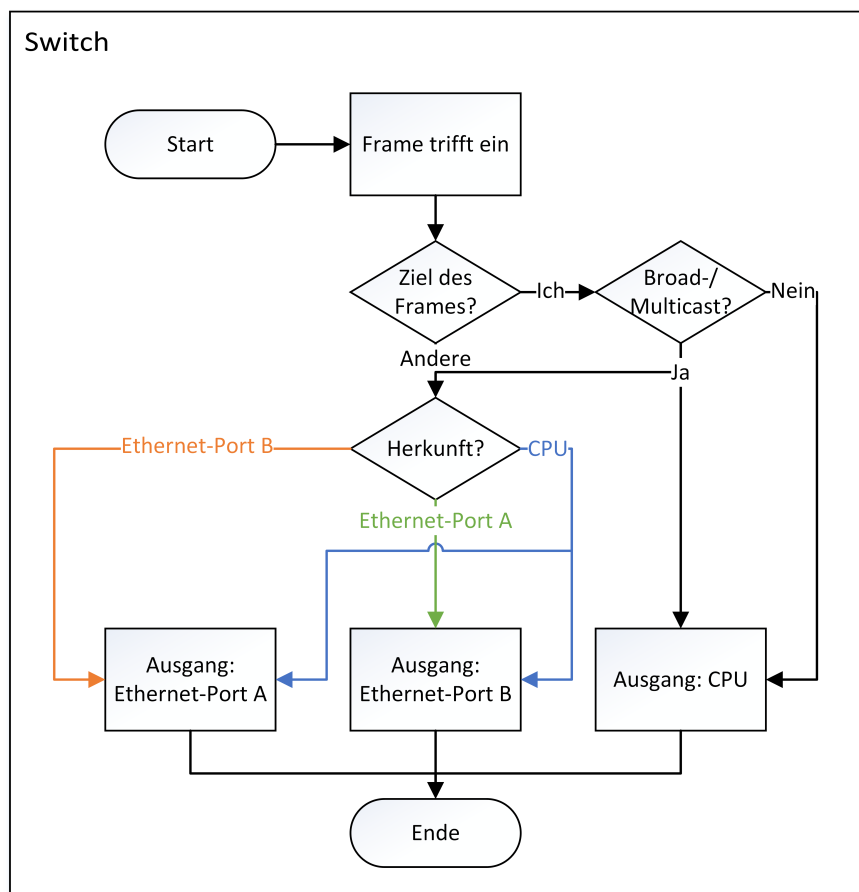 Switch
Start
Frame trifft ein
Ziel des
Frames?
Ich
Broad-/
Multicast?
Nein
Andere
Ja
Ethernet-Port B
Herkunft?
CPU
Ethernet-Port A
Ausgang:
Ethernet-Port A
Ausgang:
Ethernet-Port B
Ausgang: CPU
Ende